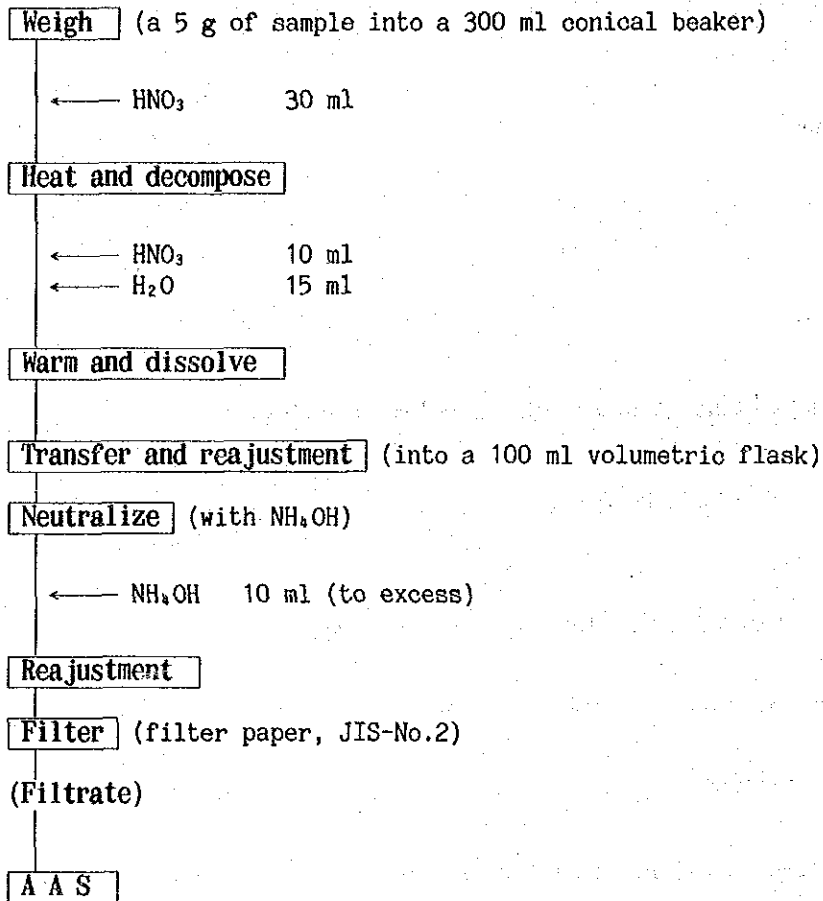 Weigh (a 5 g of sample into a 300 ml conical beaker)
← HNO₃ 30 ml
Heat and decompose
← HNO₃ 10 ml
← H₂O 15 ml
Warm and dissolve
Transfer and reajustment (into a 100 ml volumetric flask)
Neutralize (with NH₄OH)
← NH₄OH 10 ml (to excess)
Reajustment
Filter (filter paper, JIS-No.2)
(Filtrate)
A A S